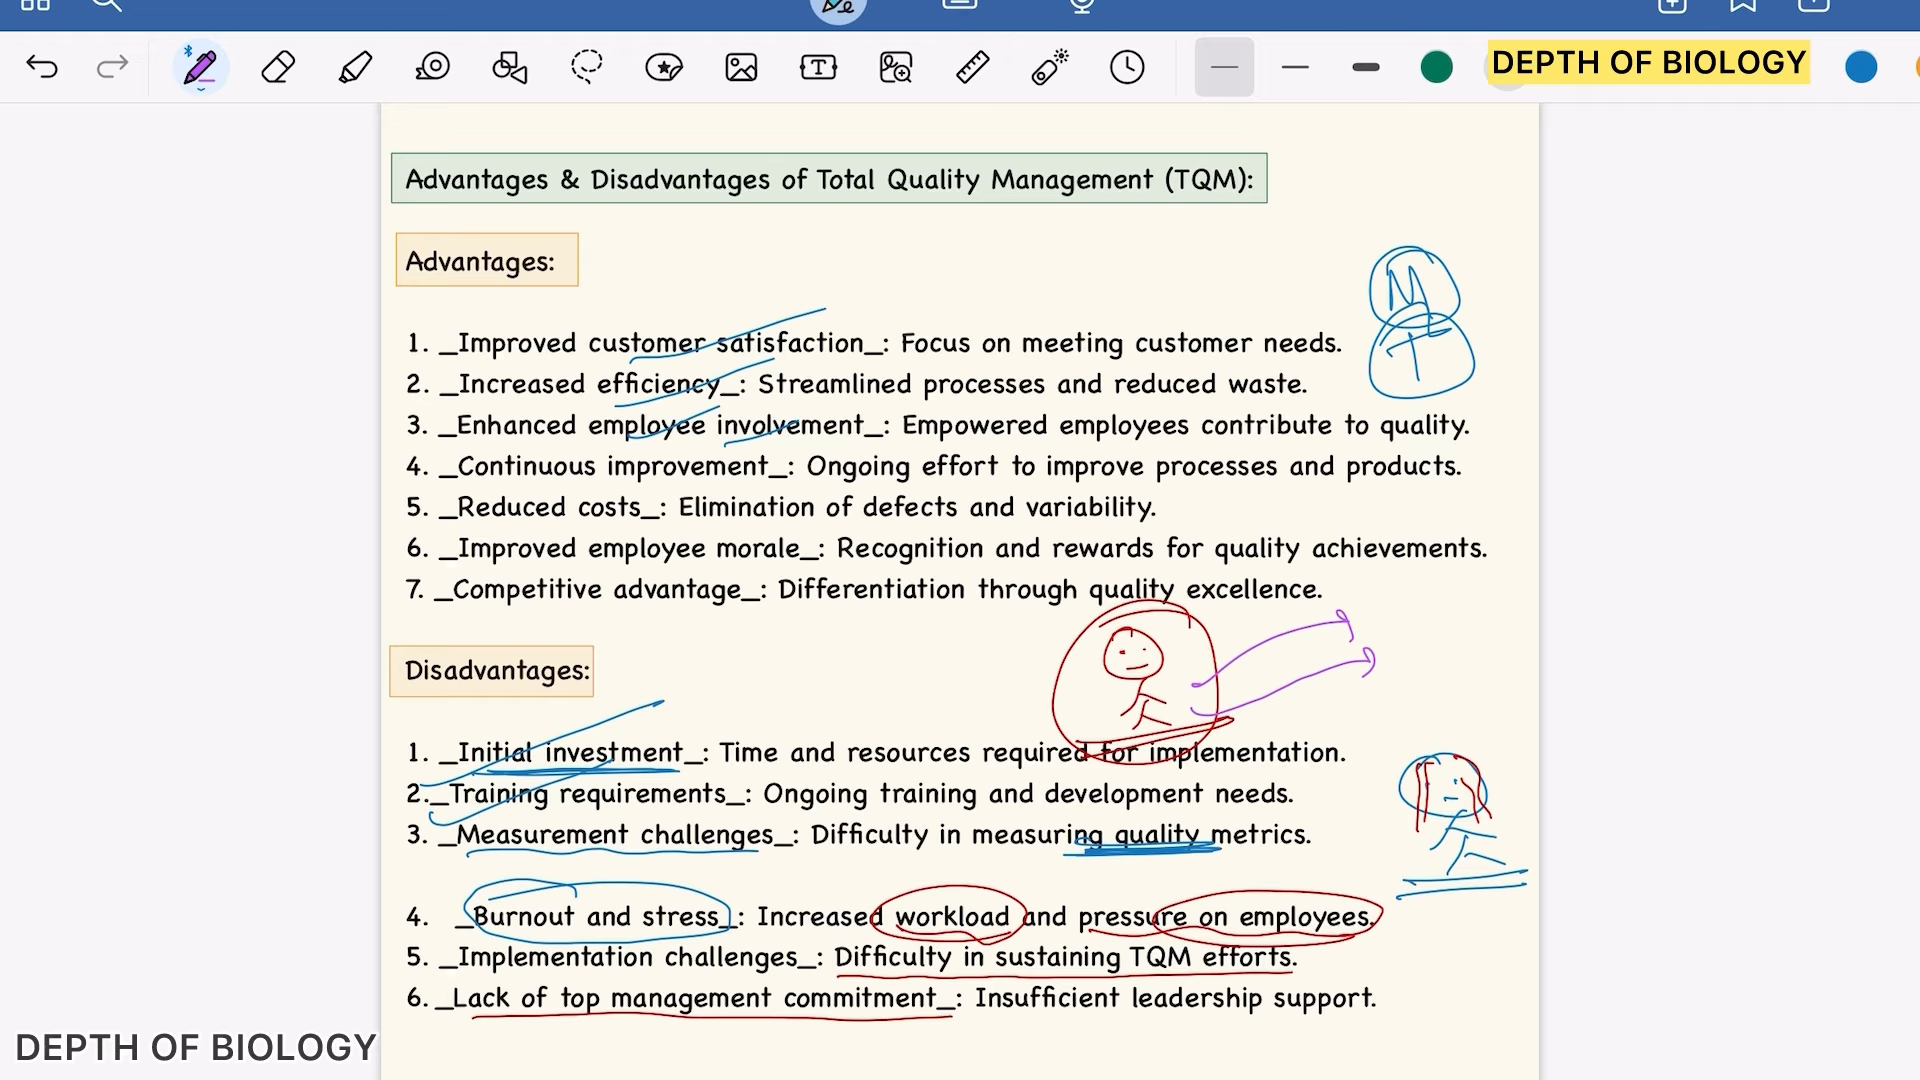 DEPTH OF BIOLOGY
Advantages & Disadvantages of Total Quality Management (TQM):
Advantages:
M
T
1. _Improved customer satisfaction_: Focus on meeting customer needs.
2. _Increased efficiency_: Streamlined processes and reduced waste.
3. _Enhanced employee involvement_: Empowered employees contribute to quality.
4. _Continuous improvement_: Ongoing effort to improve processes and products.
5. _Reduced costs_: Elimination of defects and variability.
6. _Improved employee morale_: Recognition and rewards for quality achievements.
7. _Competitive advantage_: Differentiation through quality excellence.
Disadvantages:
1. _Initial investment_: Time and resources required for implementation.
2._Training requirements_: Ongoing training and development needs.
3. _Measurement challenges_: Difficulty in measuring quality metrics.
4. _Burnout and stress_: Increased workload and pressure on employees.
5. _Implementation challenges_: Difficulty in sustaining TQM efforts.
6. _Lack of top management commitment_: Insufficient leadership support.
DEPTH OF BIOLOGY